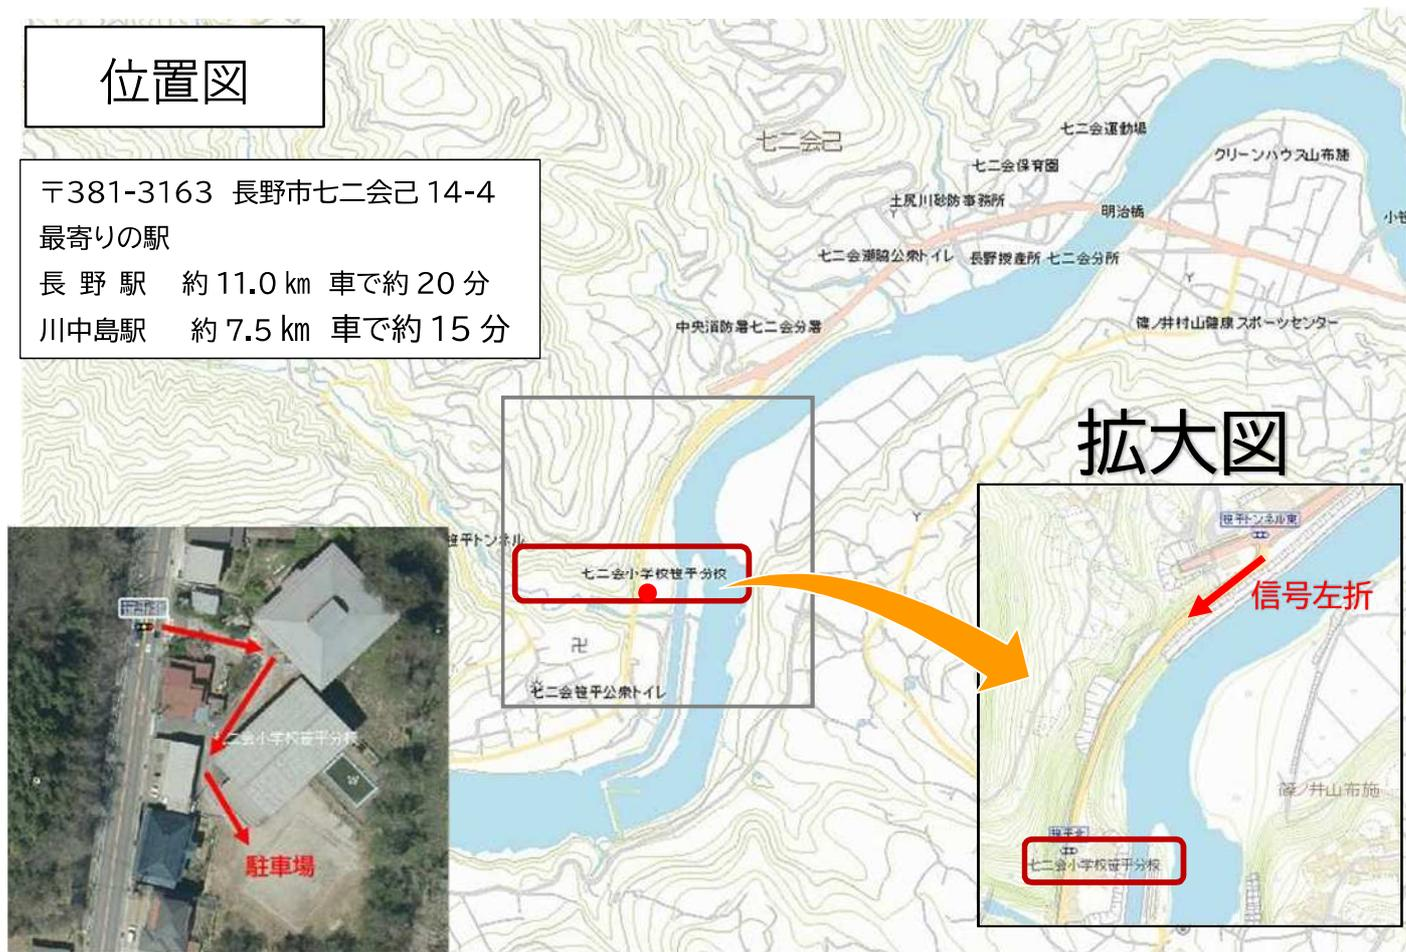 位置図
〒381-3163 長野市七二会己 14-4
最寄りの駅
長 野 駅 約 11.0 ㎞ 車で約 20 分
川中島駅 約 7.5 ㎞ 車で約 15 分
七二会己
七二会運動場
クリーンハウス山布施
七二会保育園
土尻川砂防事務所
明治橋
七二会瀬脇公衆トイレ
長野授産所 七二会分所
中央消防署七二会分署
篠ノ井村山健康スポーツセンター
拡大図
笹平トンネル
七二会小学校笹平分校
七二会笹平公衆トイレ
笹平トンネル東
信号左折
篠ノ井山布施
笹平北
七二会小学校笹平分校
七二会小学校笹平分校
駐車場